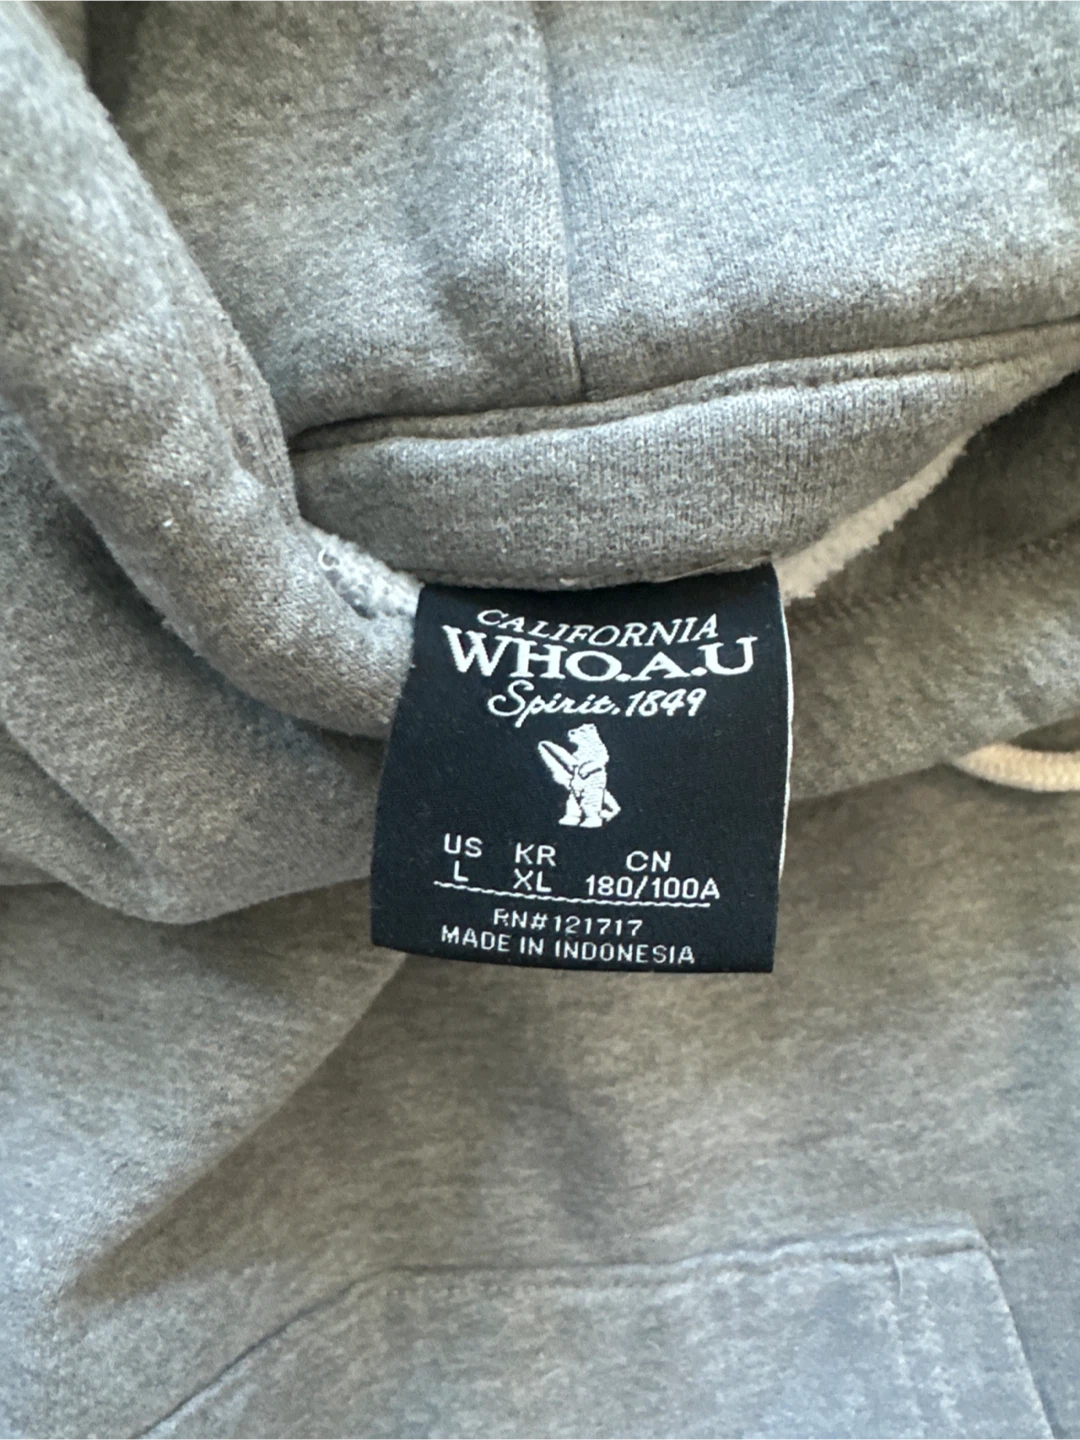 CALIFORNIA
WHO.A.U
Spirit.1849
US KR CN
L XL 180/100A
RN#121717
MADE IN INDONESIA